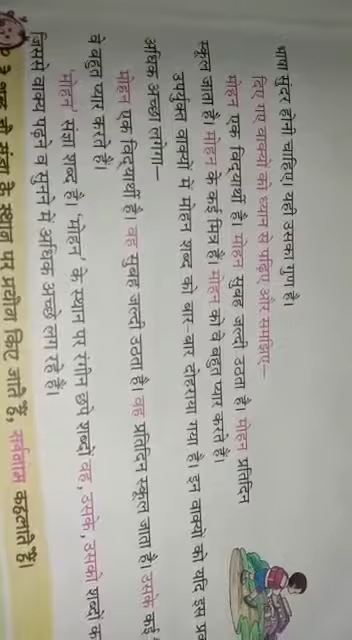 भाषा सुंदर होनी चाहिए। यही उसका गुण है।
दिए गए वाक्यों को ध्यान से पढ़िए और समझिए—
मोहन एक विद्यार्थी है। मोहन सुबह जल्दी उठता है। मोहन प्रतिदिन
स्कूल जाता है। मोहन के कई मित्र हैं। मोहन को वे बहुत प्यार करते हैं।
उपर्युक्त वाक्यों में मोहन शब्द को बार-बार दोहराया गया है। इन वाक्यों को यदि इस प्र
अधिक अच्छा लगेगा—
मोहन एक विद्यार्थी है। वह सुबह जल्दी उठता है। वह प्रतिदिन स्कूल जाता है। उसके कई
वे बहुत प्यार करते हैं।
'मोहन' संज्ञा शब्द है। 'मोहन' के स्थान पर रंगीन छपे शब्दों वह, उसके, उसको शब्दों क
जिससे वाक्य पढ़ने व सुनने में अधिक अच्छे लग रहे हैं।
शब्द जो संज्ञा के स्थान पर प्रयोग किए जाते हैं, सर्वनाम कहलाते हैं।